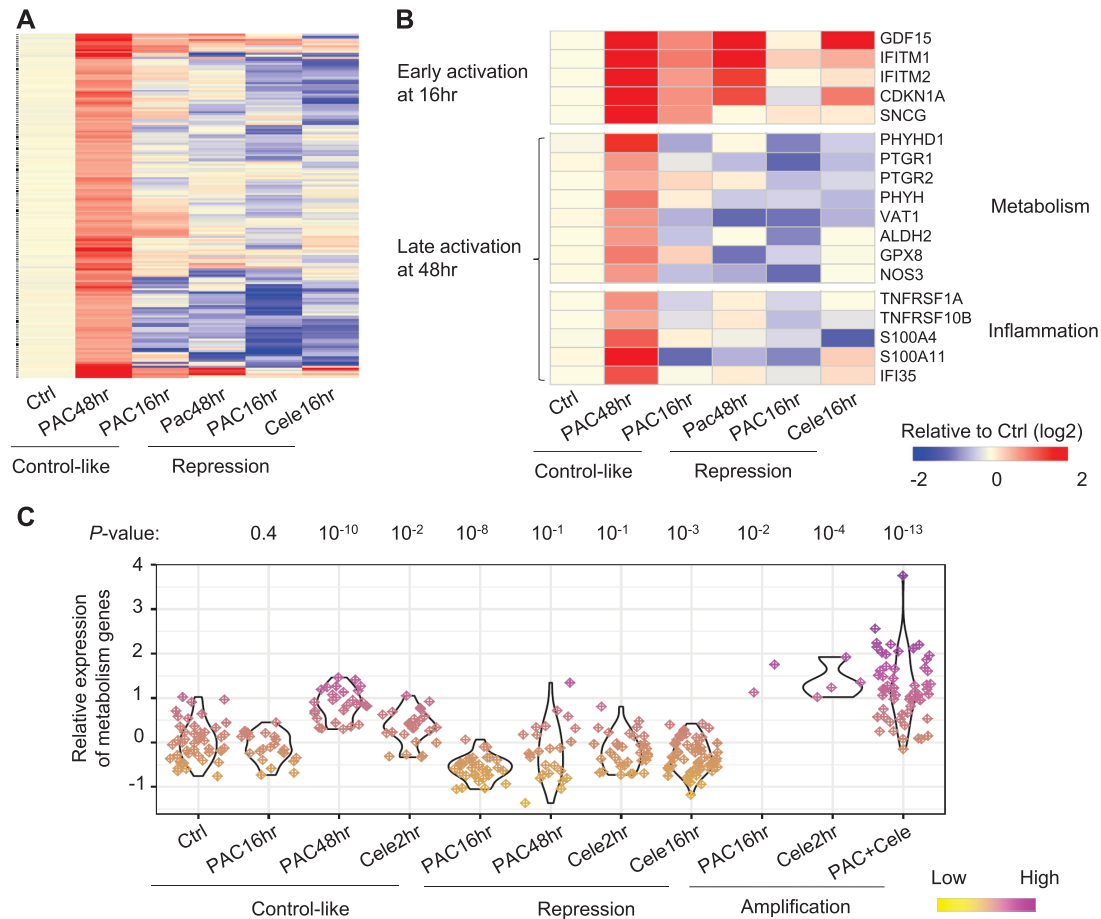 A
Ctrl
PAC48hr
PAC16hr
Pac48hr
PAC16hr
Cele16hr
Control-like
Repression
B
Early activation
at 16hr
Late activation
at 48hr
GDF15
IFITM1
IFITM2
CDKN1A
SNCG
PHYHD1
PTGR1
PTGR2
PHYH
VAT1
ALDH2
GPX8
NOS3
Metabolism
TNFRSF1A
TNFRSF10B
S100A4
S100A11
IFI35
Inflammation
Ctrl
PAC48hr
PAC16hr
Pac48hr
PAC16hr
Cele16hr
Control-like
Repression
Relative to Ctrl (log2)
-2 0 2
C
P-value: 0.4 10⁻¹⁰ 10⁻² 10⁻⁸ 10⁻¹ 10⁻¹ 10⁻³ 10⁻² 10⁻⁴ 10⁻¹³
Relative expression
of metabolism genes
4
3
2
1
0
-1
Ctrl
PAC16hr
PAC48hr
Cele2hr
PAC16hr
PAC48hr
Cele2hr
Cele16hr
PAC16hr
Cele2hr
PAC+Cele
Control-like
Repression
Amplification
Low High